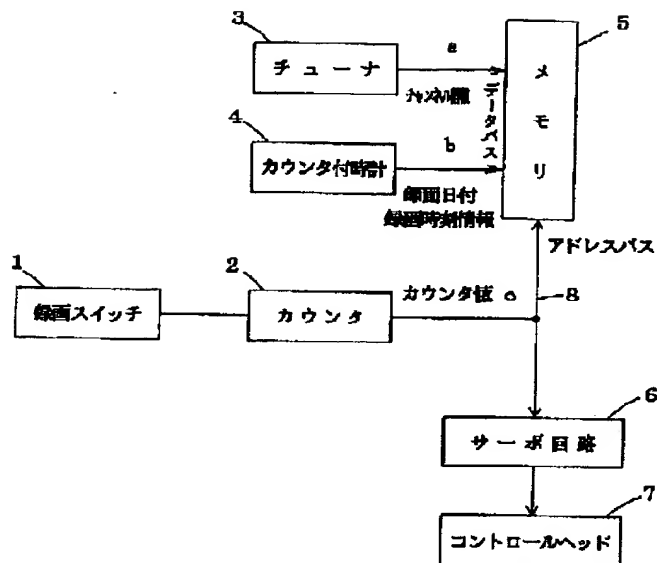 3
チューナ
a
チャンネル情報
データバス
5
メモリ
4
カウンタ付時計
b
録画日付
録画時刻情報
アドレスバス
1
録画スイッチ
2
カウンタ
カウンタ値 c
8
6
サーボ回路
7
コントロールヘッド